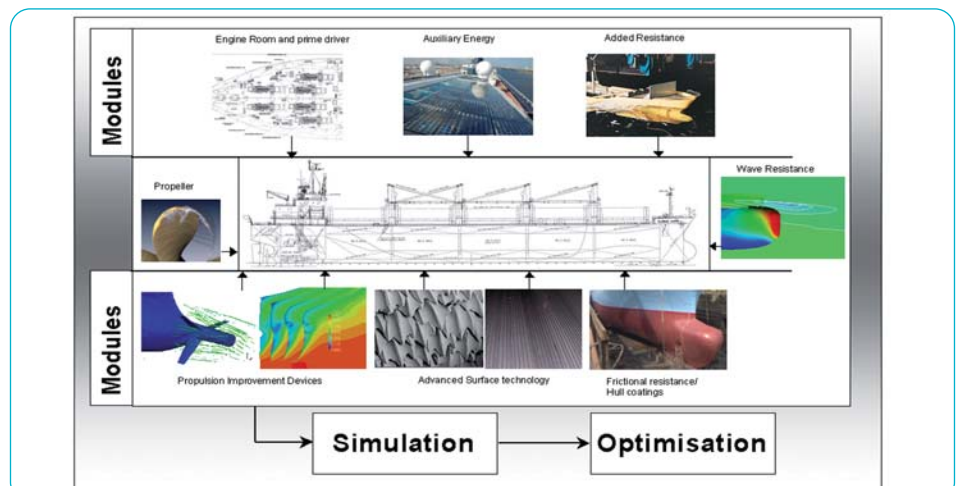 Engine Room and prime driver
Auxiliary Energy
Added Resistance
Modules
Propeller
Wave Resistance
Modules
Propulsion Improvement Devices
Advanced Surface technology
Frictional resistance/
Hull coatings
Simulation
Optimisation